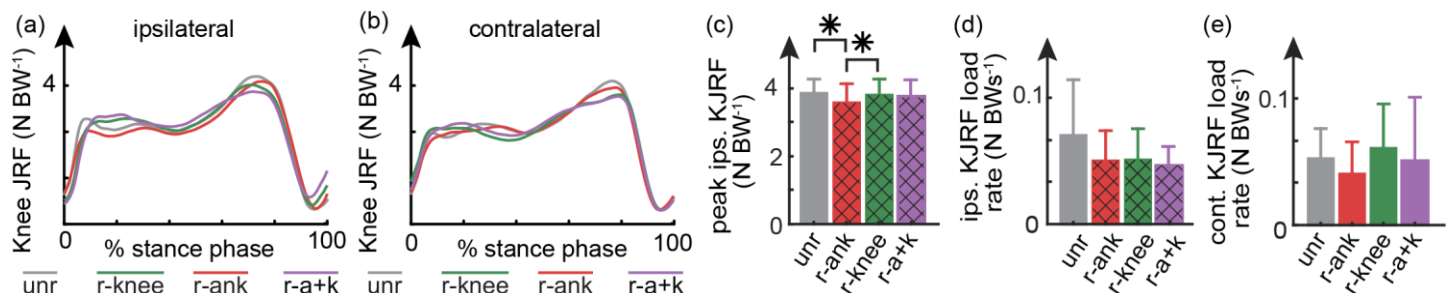 (a)
ipsilateral
Knee JRF (N BW-1)
4
0
% stance phase
100
unr
r-knee
r-ank
r-a+k
(b)
contralateral
Knee JRF (N BW-1)
4
0
% stance phase
100
unr
r-knee
r-ank
r-a+k
(c)
peak ips. KJRF
(N BW-1)
4
2
0
*
*
unr
r-ank
r-knee
r-a+k
(d)
ips. KJRF load
rate (N BWs-1)
0.1
0
unr
r-ank
r-knee
r-a+k
(e)
cont. KJRF load
rate (N BWs-1)
0.1
0
unr
r-ank
r-knee
r-a+k